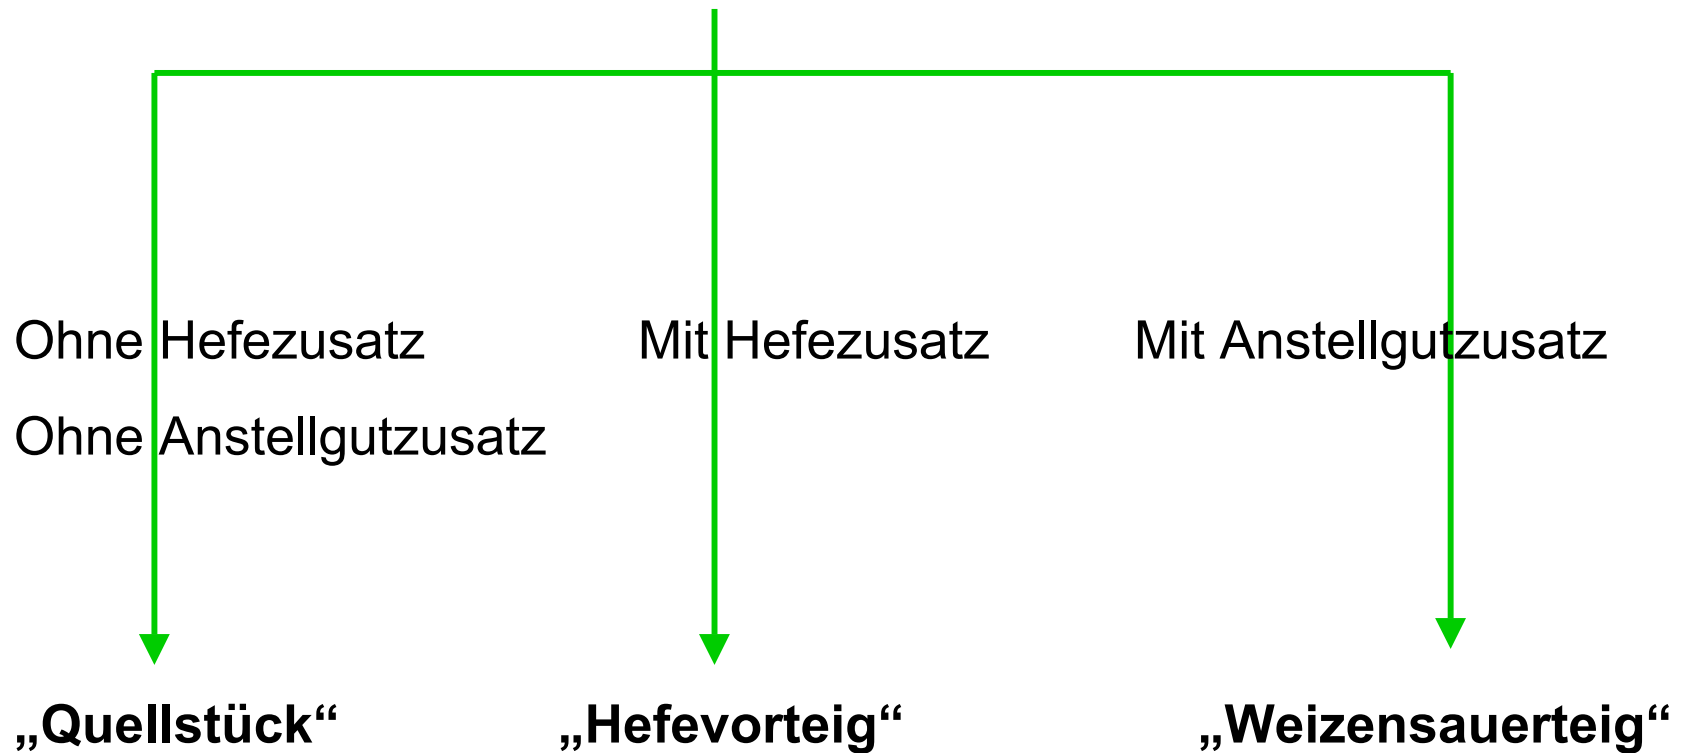 Ohne Hefezusatz
Ohne Anstellgutzusatz
Mit Hefezusatz
Mit Anstellgutzusatz
„Quellstück“
„Hefevorteig“
„Weizensauerteig“